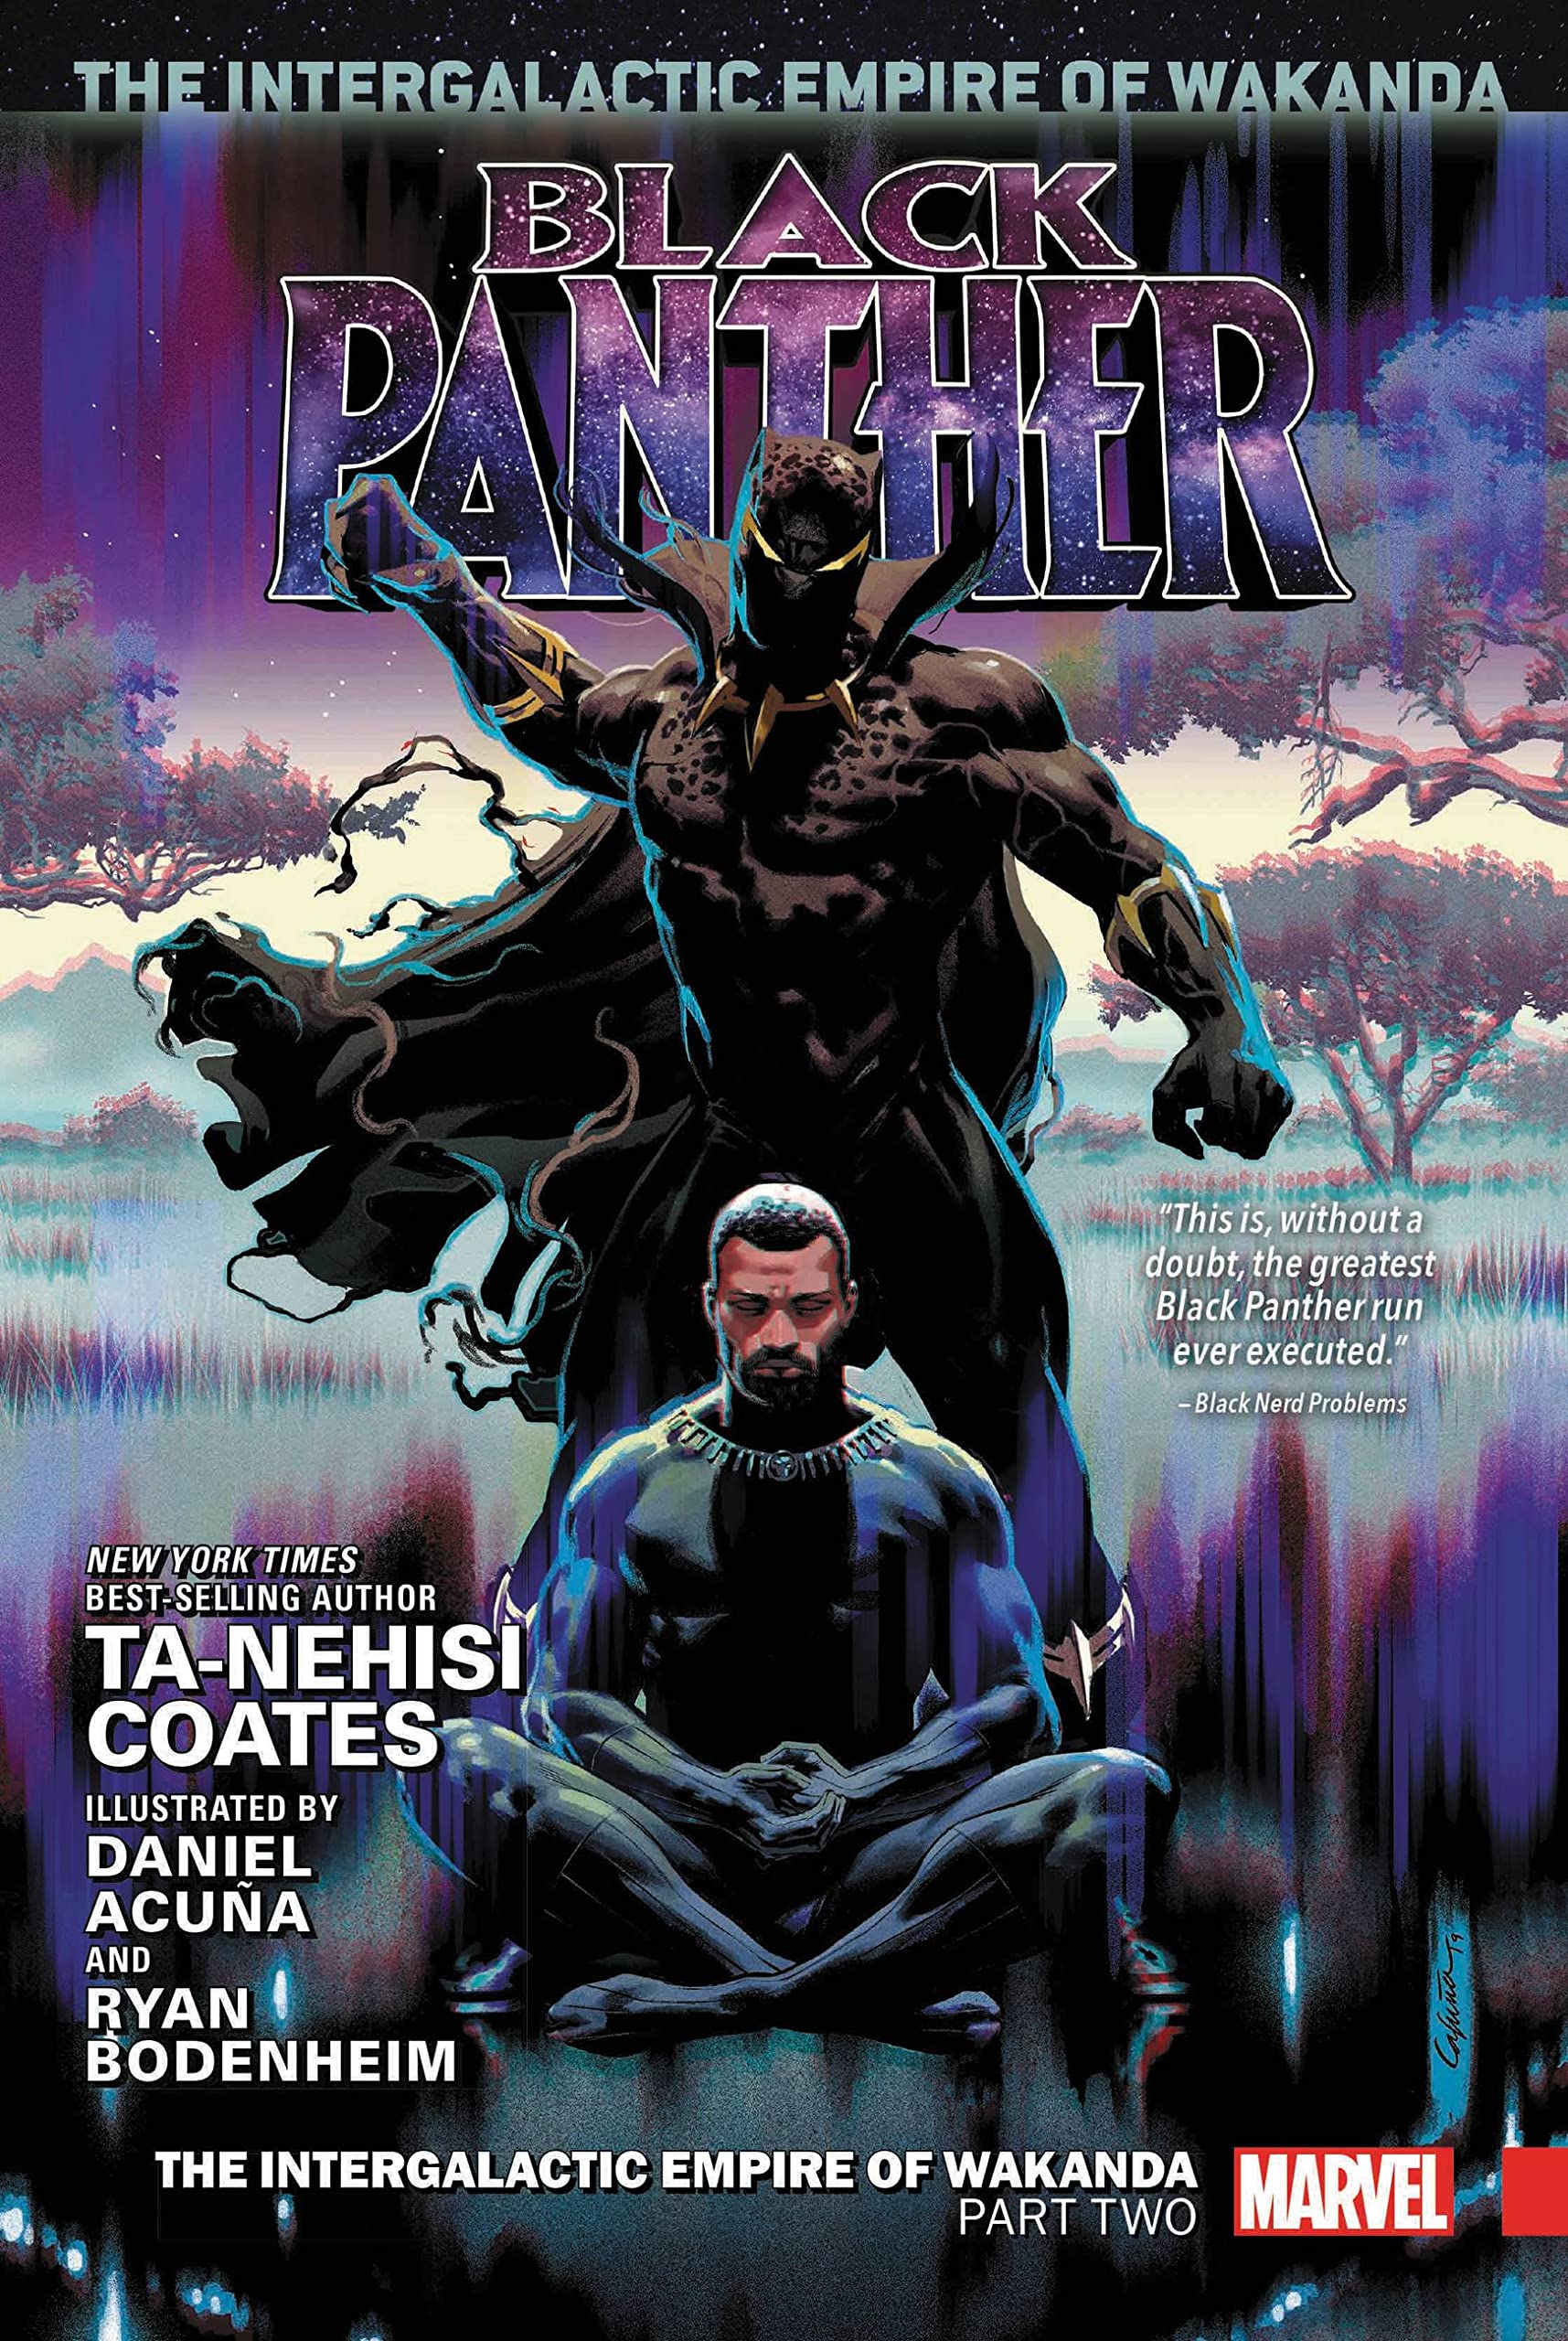 THE INTERGALACTIC EMPIRE OF WAKANDA
BLACK
PANTHER
“This is, without a
doubt, the greatest
Black Panther run
ever executed.”
– Black Nerd Problems
NEW YORK TIMES
BEST-SELLING AUTHOR
TA-NEHISI
COATES
ILLUSTRATED BY
DANIEL
ACUÑA
AND
RYAN
BODENHEIM
Acuña 19
THE INTERGALACTIC EMPIRE OF WAKANDA
PART TWO
MARVEL